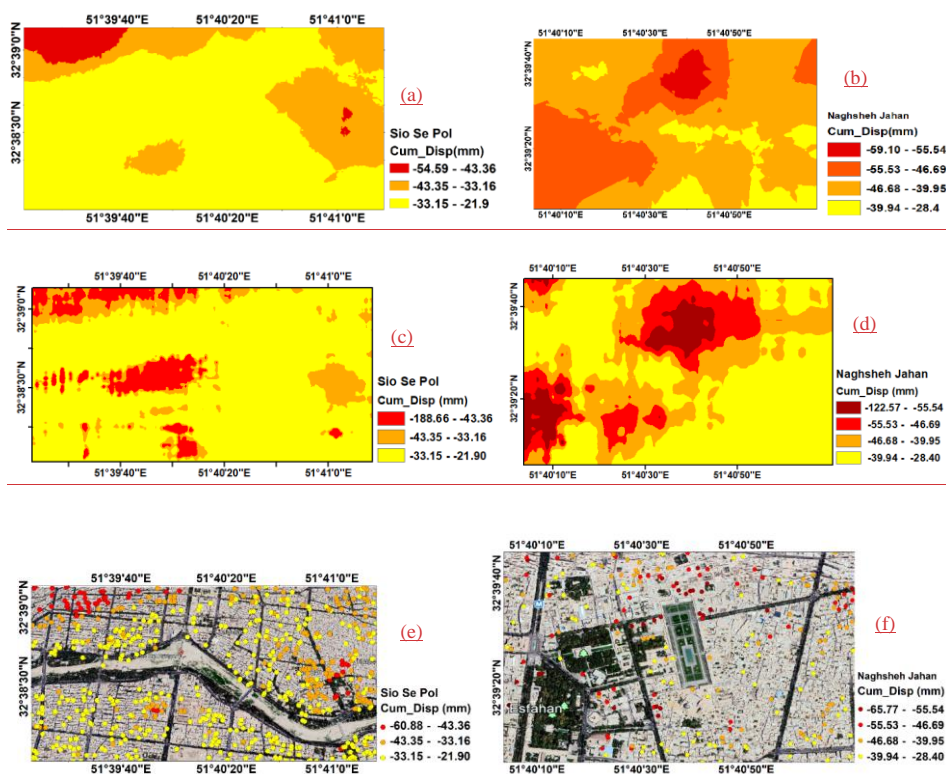 51°39'40"E 51°40'20"E 51°41'0"E
32°39'0"N
32°38'30"N
(a)
Sio Se Pol
Cum_Disp(mm)
-54.59 - -43.36
-43.35 - -33.16
-33.15 - -21.9
51°39'40"E 51°40'20"E 51°41'0"E
51°40'10"E 51°40'30"E 51°40'50"E
32°39'40"N
32°39'20"N
(b)
Naghsheh Jahan
Cum_Disp(mm)
-59.10 - -55.54
-55.53 - -46.69
-46.68 - -39.95
-39.94 - -28.4
51°40'10"E 51°40'30"E 51°40'50"E
51°39'40"E 51°40'20"E 51°41'0"E
32°39'0"N
32°38'30"N
(c)
Sio Se Pol
Cum_Disp (mm)
-188.66 - -43.36
-43.35 - -33.16
-33.15 - -21.90
51°39'40"E 51°40'20"E 51°41'0"E
51°40'10"E 51°40'30"E 51°40'50"E
32°39'40"N
32°39'20"N
(d)
Naghsheh Jahan
Cum_Disp (mm)
-122.57 - -55.54
-55.53 - -46.69
-46.68 - -39.95
-39.94 - -28.40
51°40'10"E 51°40'30"E 51°40'50"E
51°39'40"E 51°40'20"E 51°41'0"E
32°39'0"N
32°38'30"N
(e)
Sio Se Pol
Cum_Disp (mm)
-60.88 - -43.36
-43.35 - -33.16
-33.15 - -21.90
51°39'40"E 51°40'20"E 51°41'0"E
51°40'10"E 51°40'30"E 51°40'50"E
32°39'40"N
32°39'20"N
M
Esfahan
(f)
Naghsheh Jahan
Cum_Disp (mm)
-65.77 - -55.54
-55.53 - -46.69
-46.68 - -39.95
-39.94 - -28.40
51°40'10"E 51°40'30"E 51°40'50"E